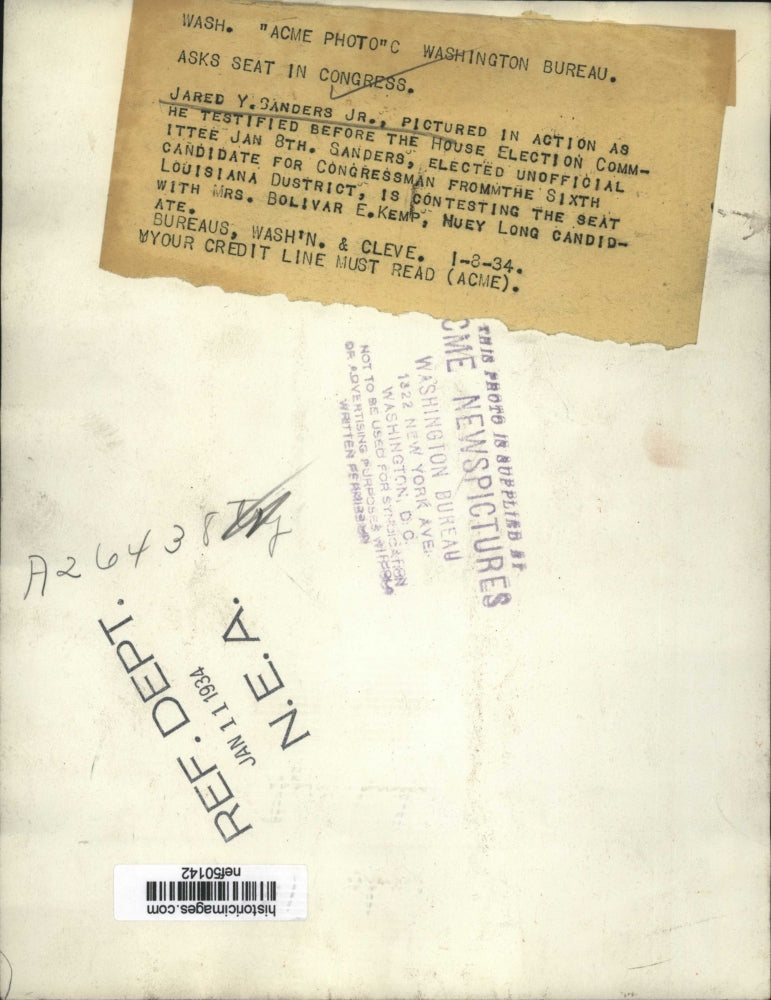 WASH. "ACME PHOTO"C WASHINGTON BUREAU.
ASKS SEAT IN CONGRESS.
JARED Y. SANDERS JR., PICTURED IN ACTION AS
HE TESTIFIED BEFORE THE HOUSE ELECTION COMM-
ITTEE JAN 8TH. SANDERS, ELECTED UNOFFICIAL
CANDIDATE FOR CONGRESSMAN FROMMTHE SIXTH
LOUISIANA DUSTRICT, IS CONTESTING THE SEAT
WITH MRS. BOLIVAR E.KEMP, HUEY LONG CANDID-
ATE.
BUREAUS, WASH'N. & CLEVE. 1-8-34.
WYOUR CREDIT LINE MUST READ (ACME).
THIS PHOTO IS SUPPLIED BY
CME NEWSPICTURES
WASHINGTON BUREAU
1322 NEW YORK AVE.
WASHINGTON, D. C.
NOT TO BE USED FOR SYNDICATION
OR ADVERTISING PURPOSES WITHOUT
WRITTEN PERMISSION
A26438
REF. DEPT.
JAN 11 1934
N.E.A.
historicimages.com
nef50142